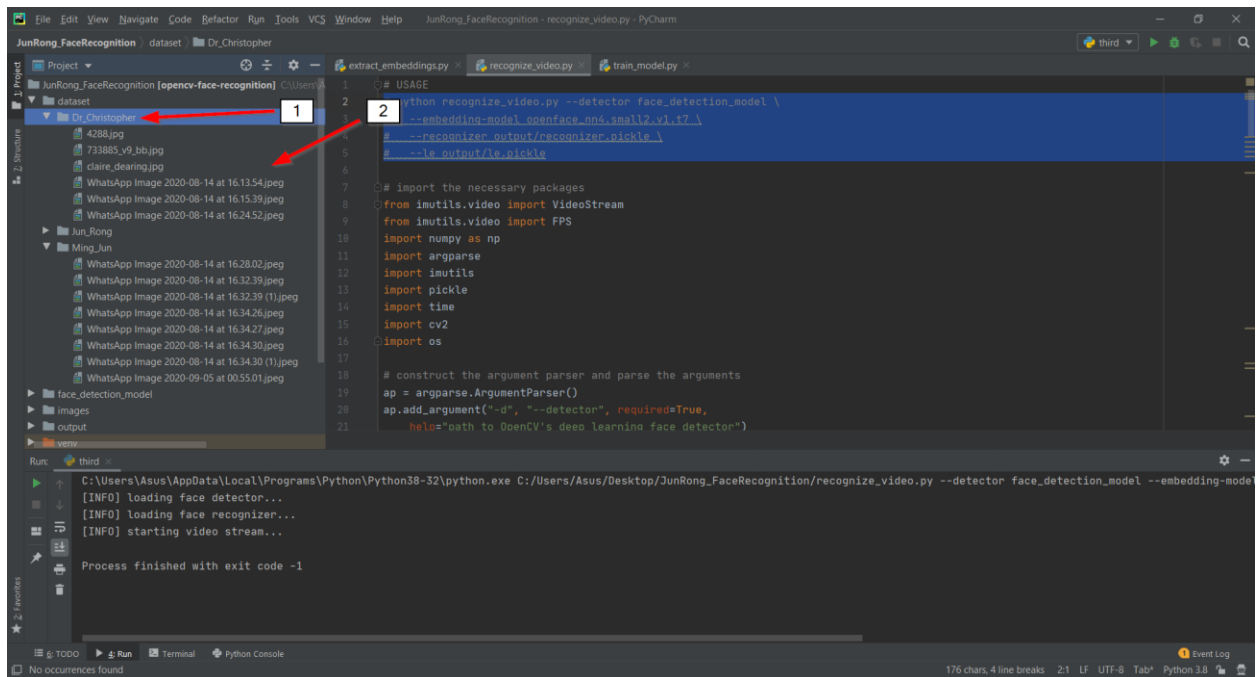 File Edit View Navigate Code Refactor Run Tools VCS Window Help JunRong_FaceRecognition - recognize_video.py - PyCharm
JunRong_FaceRecognition dataset Dr_Christopher third
Project extract_embeddings.py recognize_video.py train_model.py
1: Project
2: Structure
2: Favorites
JunRong_FaceRecognition [opencv-face-recognition] C:\Users\A
dataset
Dr_Christopher
4288.jpg
733885_v9_bb.jpg
claire_dearing.jpg
WhatsApp Image 2020-08-14 at 16.13.54.jpeg
WhatsApp Image 2020-08-14 at 16.15.39.jpeg
WhatsApp Image 2020-08-14 at 16.24.52.jpeg
Jun_Rong
Ming_Jun
WhatsApp Image 2020-08-14 at 16.28.02.jpeg
WhatsApp Image 2020-08-14 at 16.32.39.jpeg
WhatsApp Image 2020-08-14 at 16.32.39 (1).jpeg
WhatsApp Image 2020-08-14 at 16.34.26.jpeg
WhatsApp Image 2020-08-14 at 16.34.27.jpeg
WhatsApp Image 2020-08-14 at 16.34.30.jpeg
WhatsApp Image 2020-08-14 at 16.34.30 (1).jpeg
WhatsApp Image 2020-09-05 at 00.55.01.jpeg
face_detection_model
images
output
venv
1
2
1 # USAGE
2 python recognize_video.py --detector face_detection_model \
3 --embedding-model openface_nn4.small2.v1.t7 \
4 # --recognizer output/recognizer.pickle \
5 # --le output/le.pickle
6
7 # import the necessary packages
8 from imutils.video import VideoStream
9 from imutils.video import FPS
10 import numpy as np
11 import argparse
12 import imutils
13 import pickle
14 import time
15 import cv2
16 import os
17
18 # construct the argument parser and parse the arguments
19 ap = argparse.ArgumentParser()
20 ap.add_argument("-d", "--detector", required=True,
21 help="path to OpenCV's deep learning face detector")
Run: third
C:\Users\Asus\AppData\Local\Programs\Python\Python38-32\python.exe C:/Users/Asus/Desktop/JunRong_FaceRecognition/recognize_video.py --detector face_detection_model --embedding-model
[INFO] loading face detector...
[INFO] loading face recognizer...
[INFO] starting video stream...
Process finished with exit code -1
6: TODO 4: Run Terminal Python Console 1 Event Log
No occurrences found 176 chars, 4 line breaks 2:1 LF UTF-8 Tab* Python 3.8